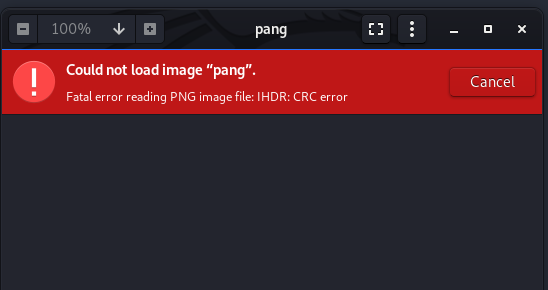 100%
pang
Could not load image “pang”.
Fatal error reading PNG image file: IHDR: CRC error
Cancel